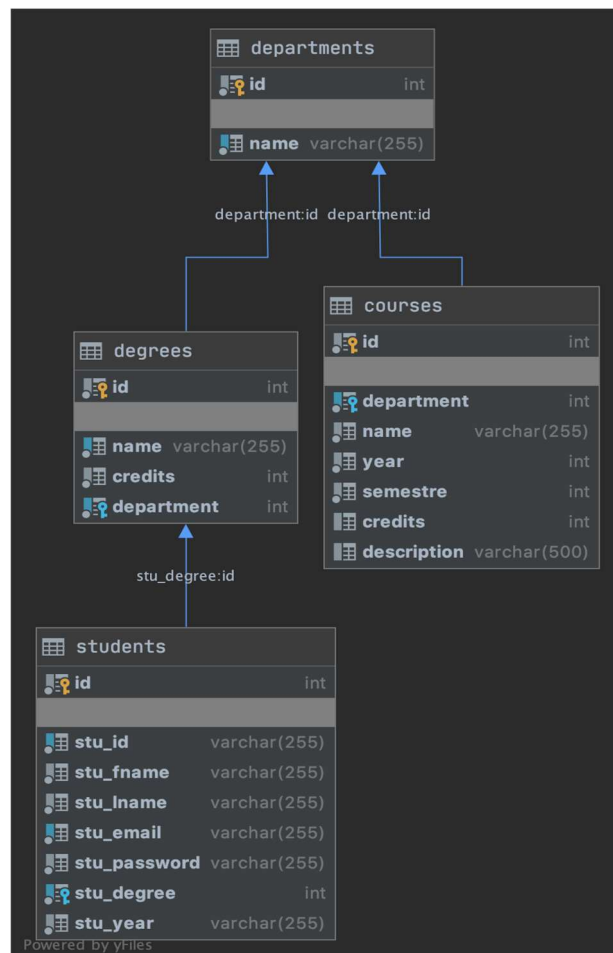 departments
id int
name varchar(255)
department:id department:id
courses
id int
department int
name varchar(255)
year int
semestre int
credits int
description varchar(500)
degrees
id int
name varchar(255)
credits int
department int
stu_degree:id
students
id int
stu_id varchar(255)
stu_fname varchar(255)
stu_lname varchar(255)
stu_email varchar(255)
stu_password varchar(255)
stu_degree int
stu_year varchar(255)
Powered by yFiles